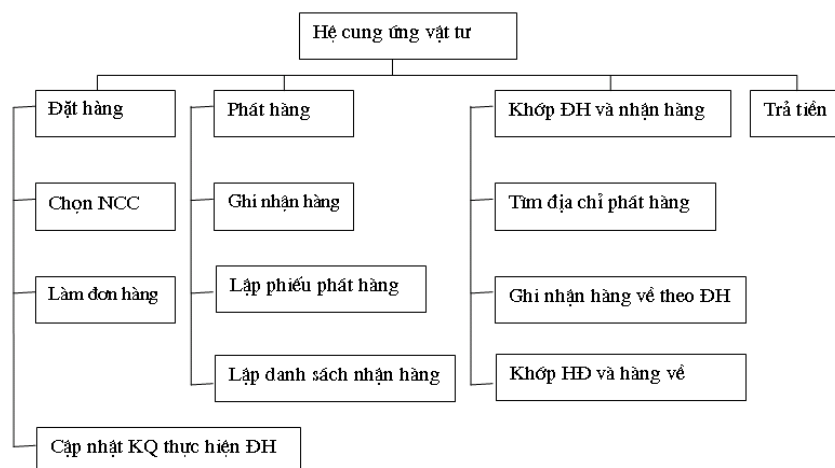 Hệ cung ứng vật tư
Đặt hàng
Phát hàng
Khớp ĐH và nhận hàng
Trả tiền
Chọn NCC
Ghi nhận hàng
Tìm địa chỉ phát hàng
Làm đơn hàng
Lập phiếu phát hàng
Ghi nhận hàng về theo ĐH
Lập danh sách nhận hàng
Khớp HĐ và hàng về
Cập nhật KQ thực hiện ĐH